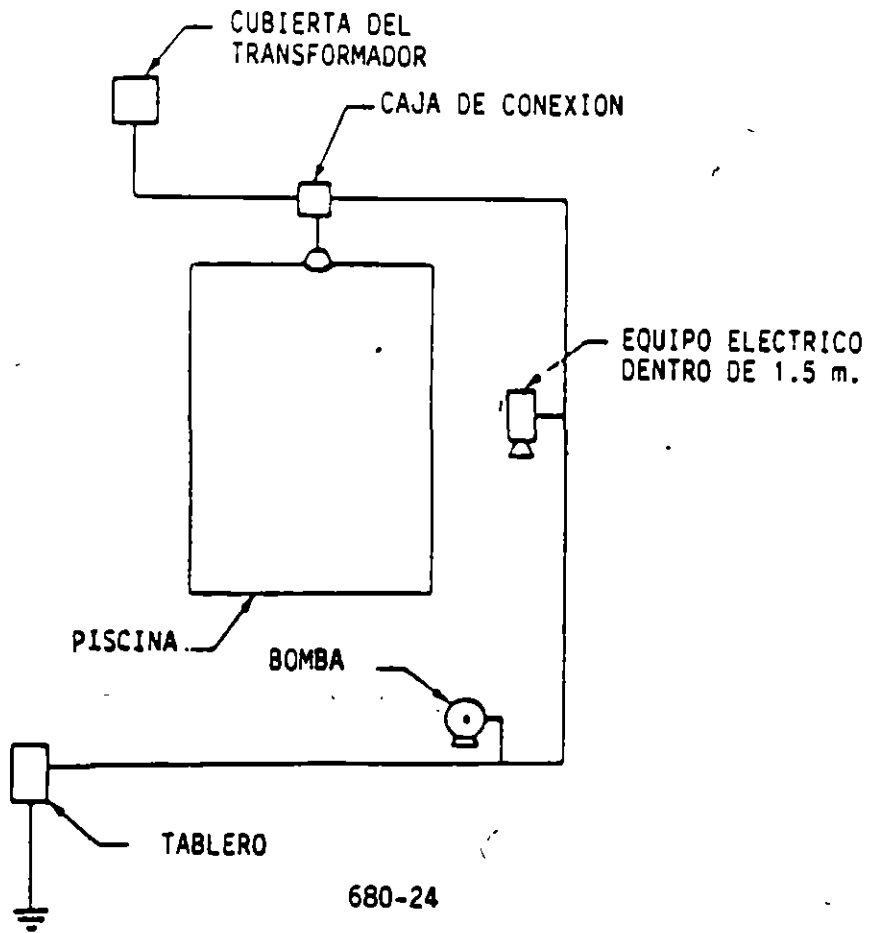 CUBIERTA DEL
TRANSFORMADOR
CAJA DE CONEXION
EQUIPO ELECTRICO
DENTRO DE 1.5 m.
PISCINA
BOMBA
TABLERO
680-24